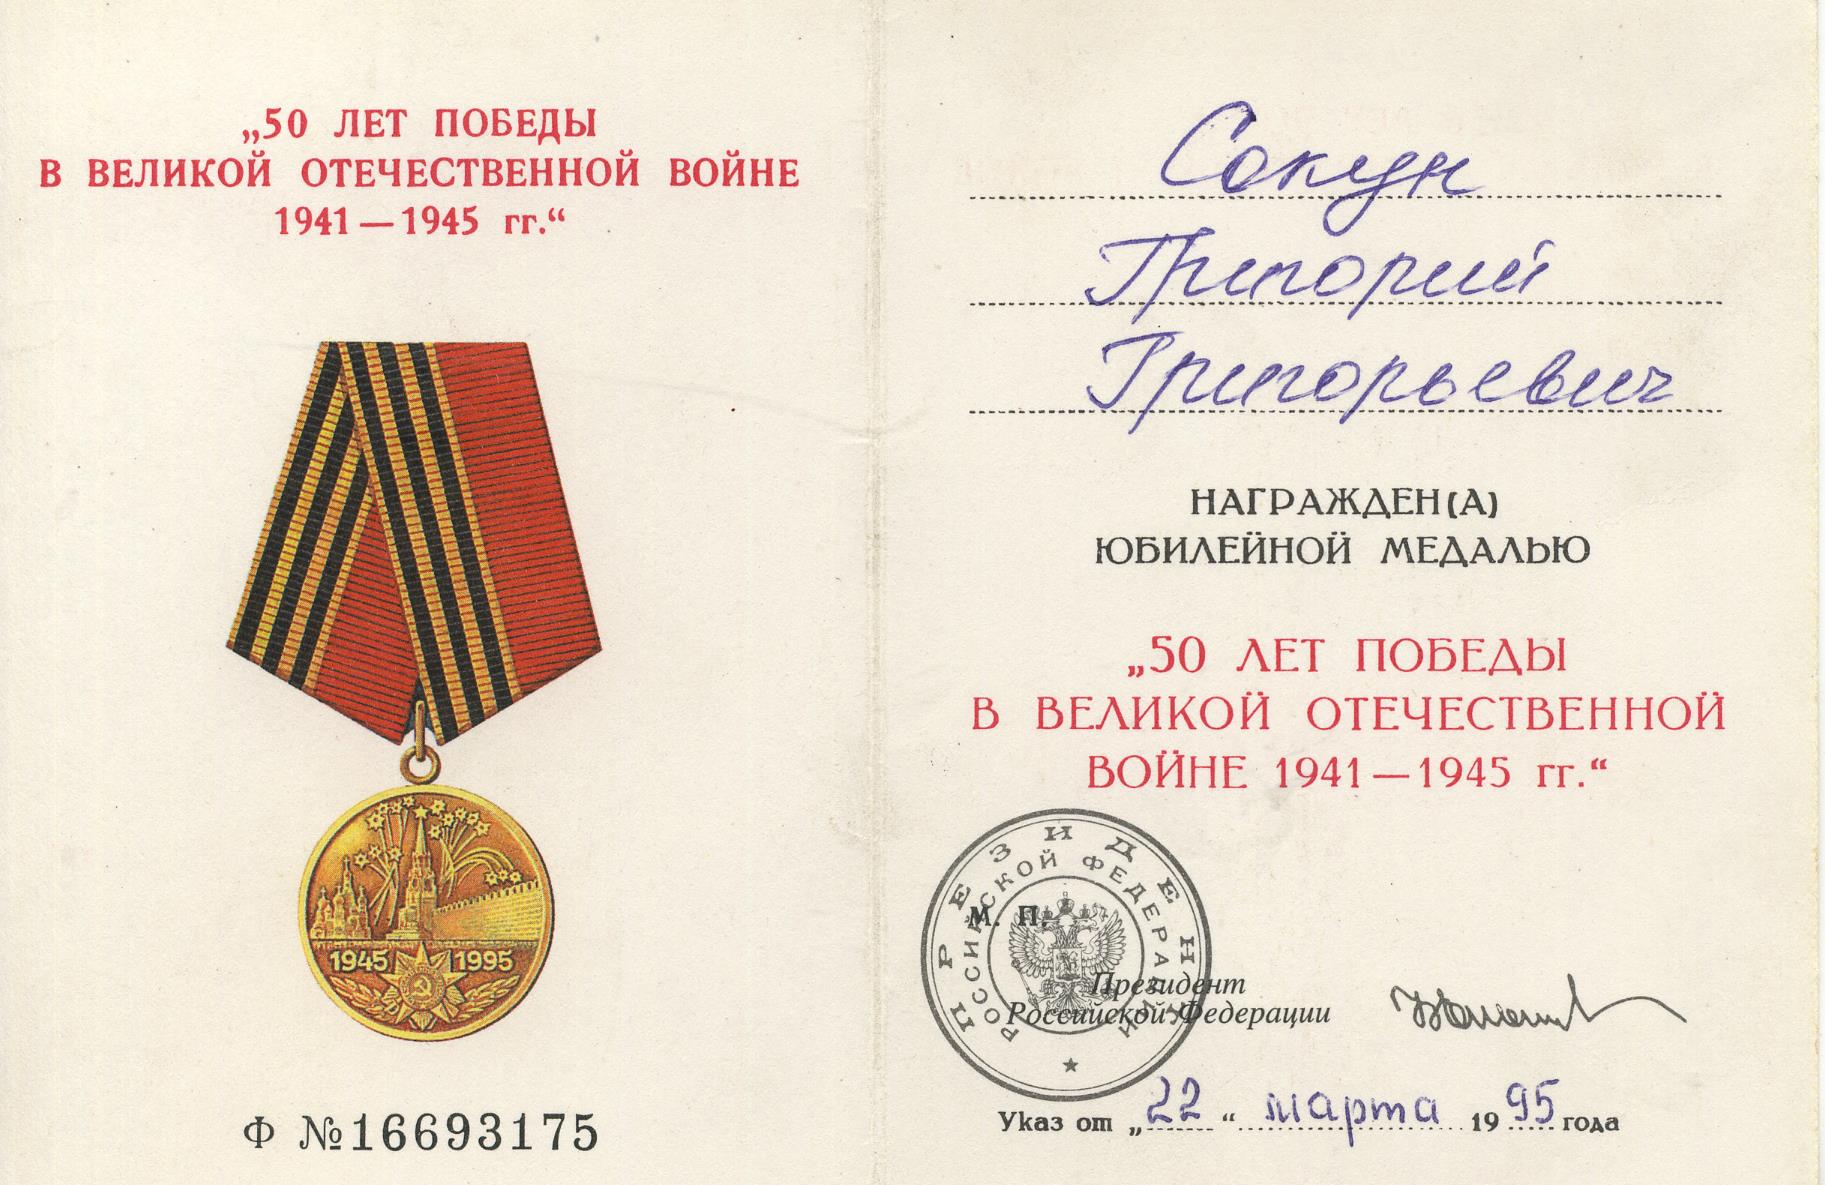 „50 ЛЕТ ПОБЕДЫ
В ВЕЛИКОЙ ОТЕЧЕСТВЕННОЙ ВОЙНЕ
1941—1945 гг.“
1945 1995
Ф №16693175
Сокун
Григорий
Григорьевич
НАГРАЖДЕН(А)
ЮБИЛЕЙНОЙ МЕДАЛЬЮ
„50 ЛЕТ ПОБЕДЫ
В ВЕЛИКОЙ ОТЕЧЕСТВЕННОЙ
ВОЙНЕ 1941—1945 гг.“
ПРЕЗИДЕНТ
РОССИЙСКОЙ ФЕДЕРАЦИИ
М. П.
Президент
Российской Федерации
Указ от „22“ марта 1995 года